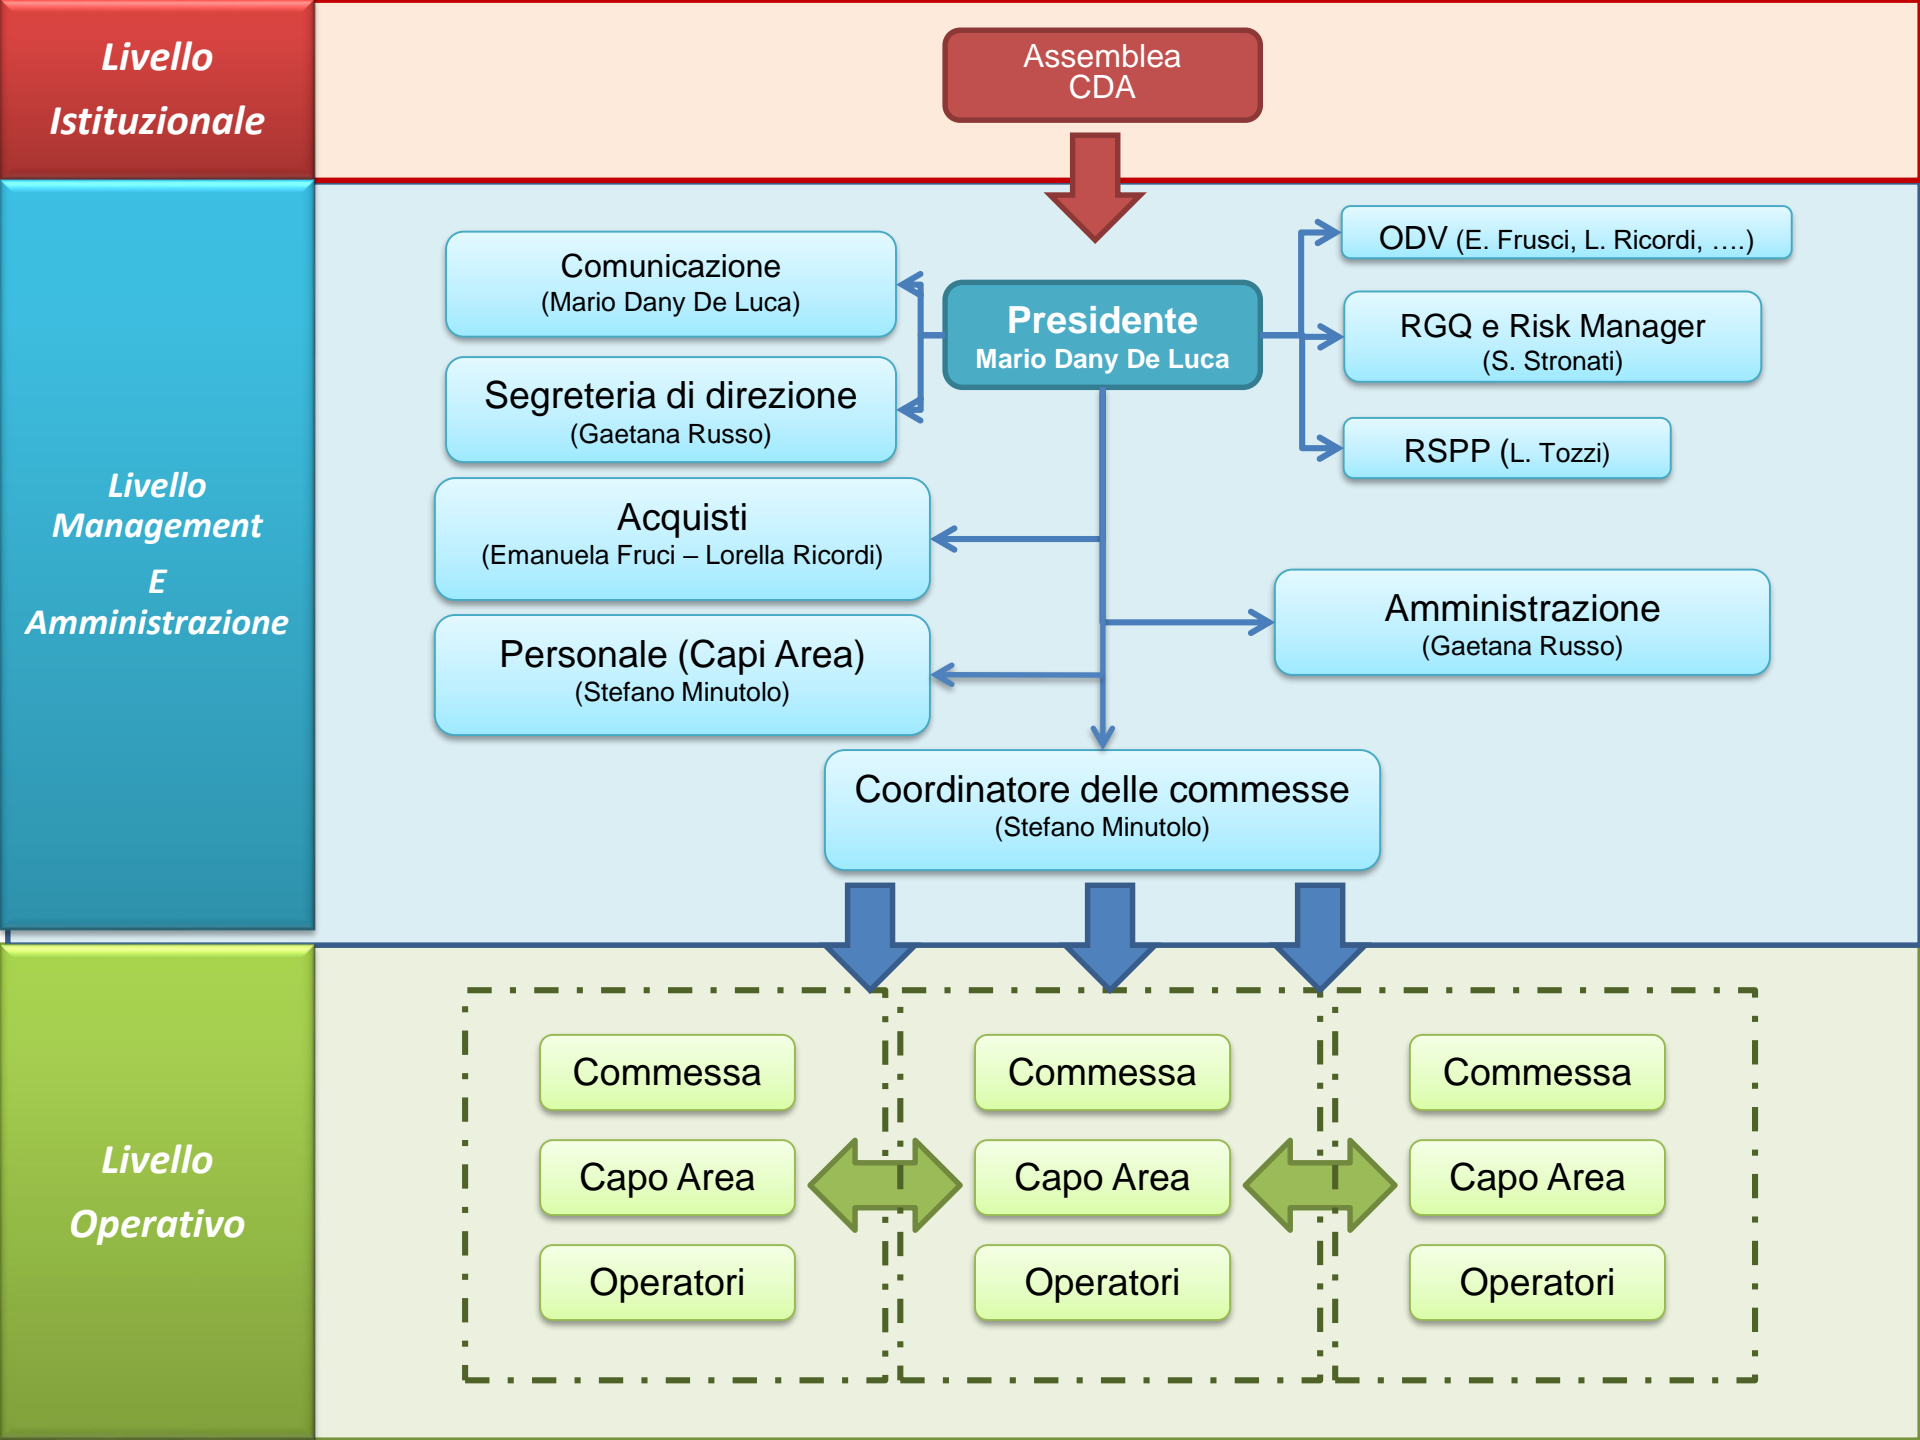 Livello
Istituzionale
Assemblea
CDA
Livello
Management
E
Amministrazione
Comunicazione
(Mario Dany De Luca)
Segreteria di direzione
(Gaetana Russo)
Acquisti
(Emanuela Fruci – Lorella Ricordi)
Personale (Capi Area)
(Stefano Minutolo)
Presidente
Mario Dany De Luca
ODV (E. Frusci, L. Ricordi, ….)
RGQ e Risk Manager
(S. Stronati)
RSPP (L. Tozzi)
Amministrazione
(Gaetana Russo)
Coordinatore delle commesse
(Stefano Minutolo)
Livello
Operativo
Commessa
Capo Area
Operatori
Commessa
Capo Area
Operatori
Commessa
Capo Area
Operatori